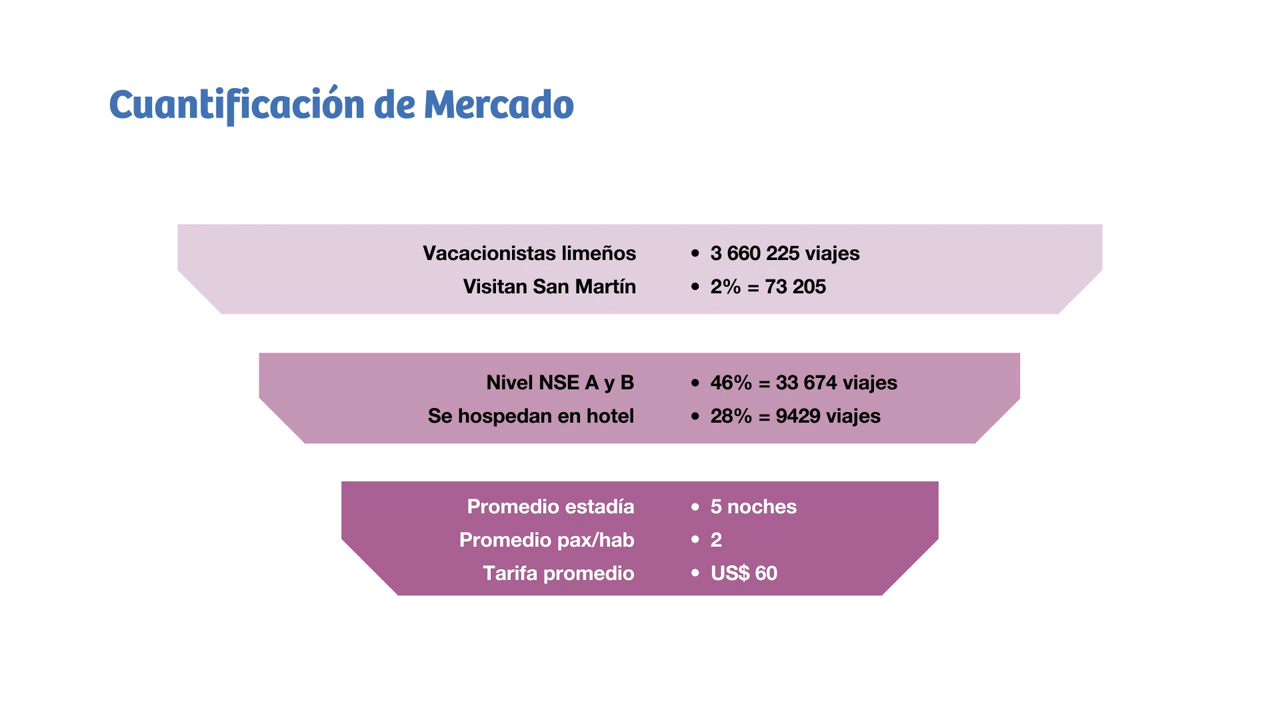 Cuantificación de Mercado
Vacacionistas limeños • 3 660 225 viajes
Visitan San Martín • 2% = 73 205
Nivel NSE A y B • 46% = 33 674 viajes
Se hospedan en hotel • 28% = 9429 viajes
Promedio estadía • 5 noches
Promedio pax/hab • 2
Tarifa promedio • US$ 60